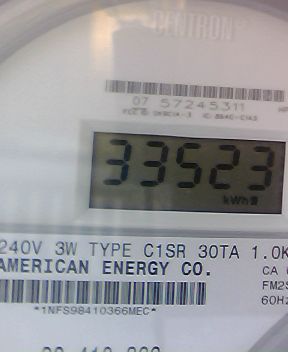 CENTRON®
07 57245311
33523
kWh
240V 3W TYPE C1SR 30TA 1.0K
AMERICAN ENERGY CO.
CA
FM2S
60Hz
*1NFS98410366MEC*